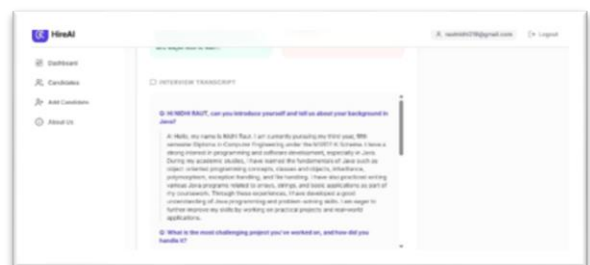 HireAI
Logout
Dashboard
Candidates
Add Candidate
About Us
INTERVIEW TRANSCRIPT
Q: Hi NIDHI RAUT, can you introduce yourself and tell us about your background in
Java?
A: Hello, my name is Nidhi Raut. I am currently pursuing my third year, fifth
semester Diploma in Computer Engineering under the MSBTE K Scheme. I have a
strong interest in programming and software development, especially in Java.
During my academic studies, I have learned the fundamentals of Java such as
object-oriented programming concepts, classes and objects, inheritance,
polymorphism, exception handling, and file handling. I have also practiced writing
various Java programs related to arrays, strings, and basic applications as part of
my coursework. Through these experiences, I have developed a good
understanding of Java programming and problem-solving skills. I am eager to
further improve my skills by working on practical projects and real-world
applications.
Q: What is the most challenging project you've worked on, and how did you
handle it?